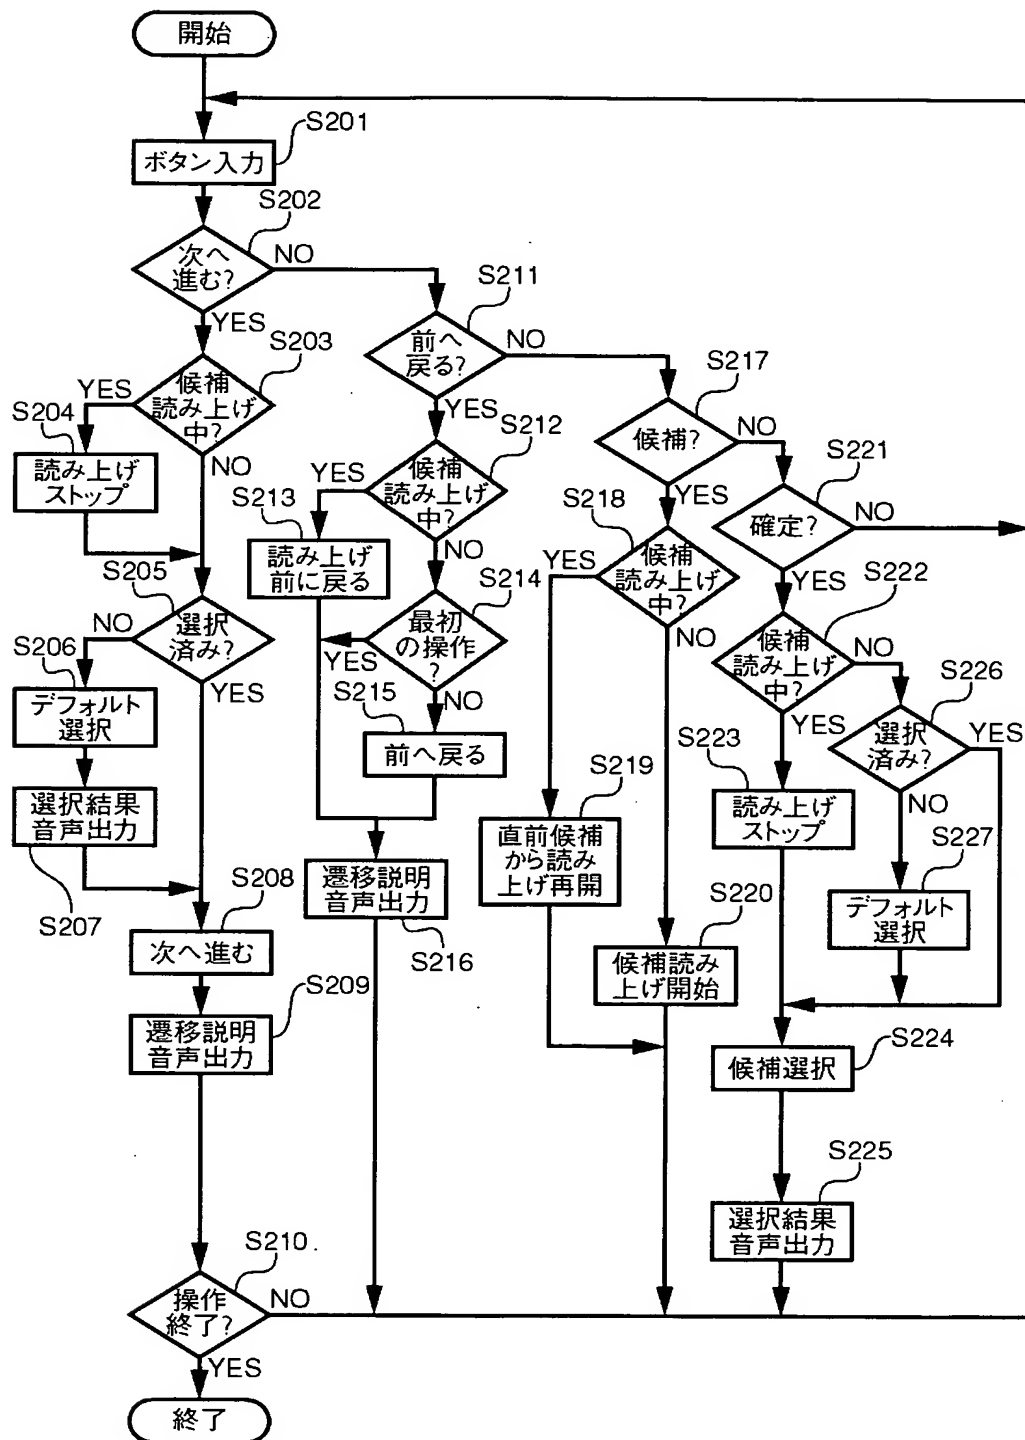 開始
S201
ボタン入力
S202
次へ
進む?
NO
YES
S203
候補
読み上げ
中?
YES
NO
S204
読み上げ
ストップ
S205
選択
済み?
NO
YES
S206
デフォルト
選択
選択結果
音声出力
S207
S208
次へ進む
S209
遷移説明
音声出力
S210
操作
終了?
NO
YES
終了
S211
前へ
戻る?
NO
YES
S212
候補
読み上げ
中?
YES
NO
S213
読み上げ
前に戻る
S214
最初
の操作
?
YES
NO
S215
前へ戻る
遷移説明
音声出力
S216
S217
候補?
NO
YES
S218
候補
読み上げ
中?
YES
NO
S219
直前候補
から読み
上げ再開
S220
候補読み
上げ開始
S221
確定?
NO
YES
S222
候補
読み上げ
中?
NO
YES
S223
読み上げ
ストップ
S226
選択
済み?
YES
NO
S227
デフォルト
選択
S224
候補選択
S225
選択結果
音声出力